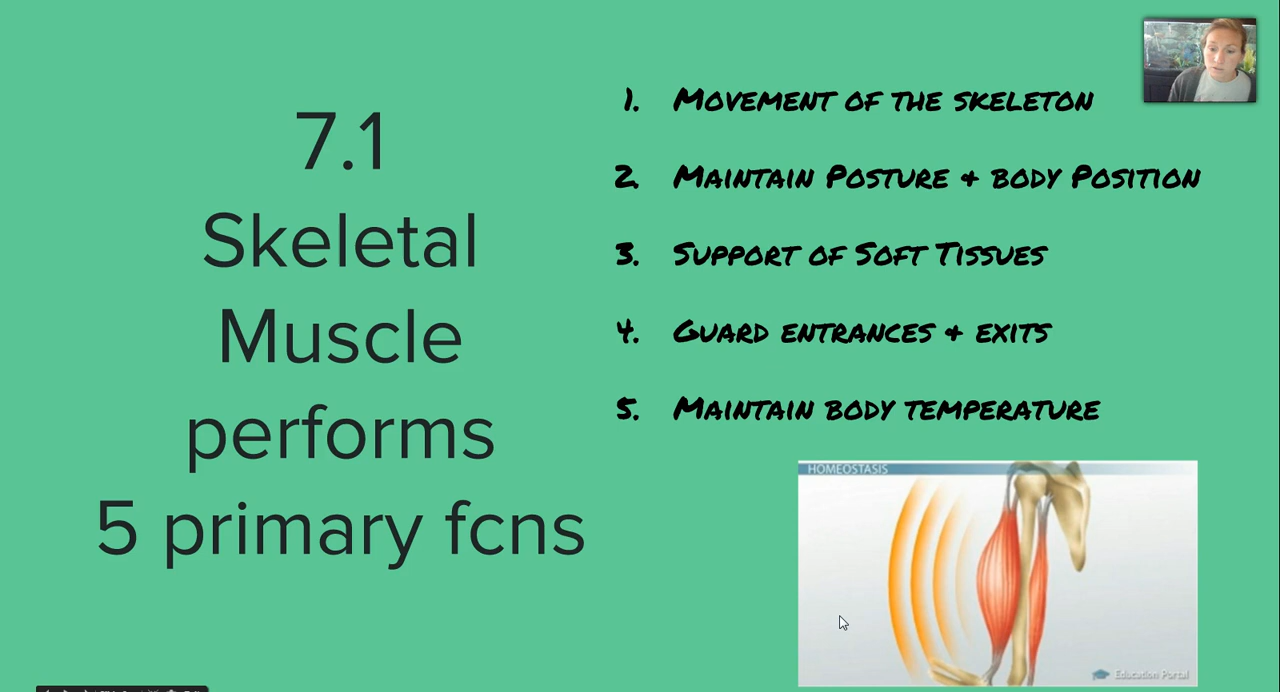 7.1
Skeletal
Muscle
performs
5 primary fcns
1. Movement of the skeleton
2. Maintain Posture & body Position
3. Support of Soft Tissues
4. Guard entrances & exits
5. Maintain body temperature
HOMEOSTASIS
Education Portal